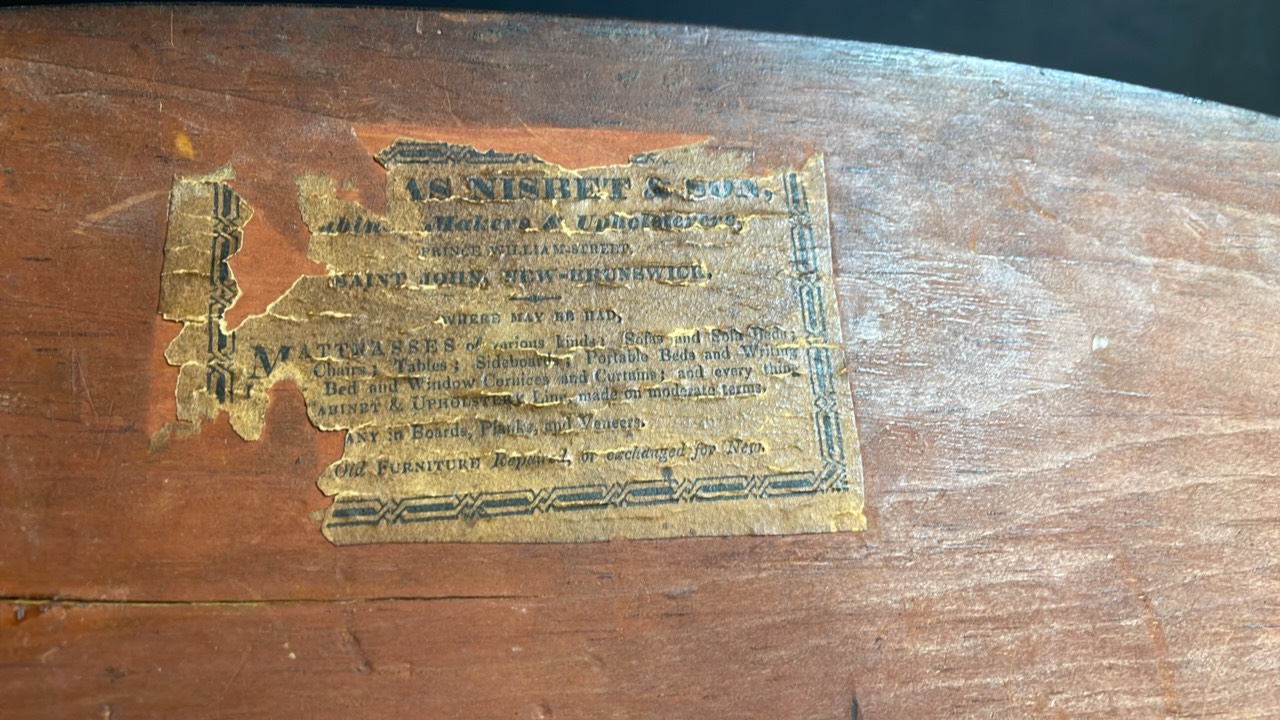 AS NISBET & SON,
abin Makers & Upholsterers,
PRINCE WILLIAM-STREET,
SAINT JOHN, NEW-BRUNSWICK,
WHERE MAY BE HAD,
MATTRASSES of various kinds; Sofas and Sofa Beds;
Chairs; Tables; Sideboards; Portable Beds and Writing
Bed and Window Cornices and Curtains; and every thing
ABINET & UPHOLSTERY Line, made on moderate terms.
ANY in Boards, Planks, and Veneers.
Old FURNITURE Repaired, or exchanged for New.